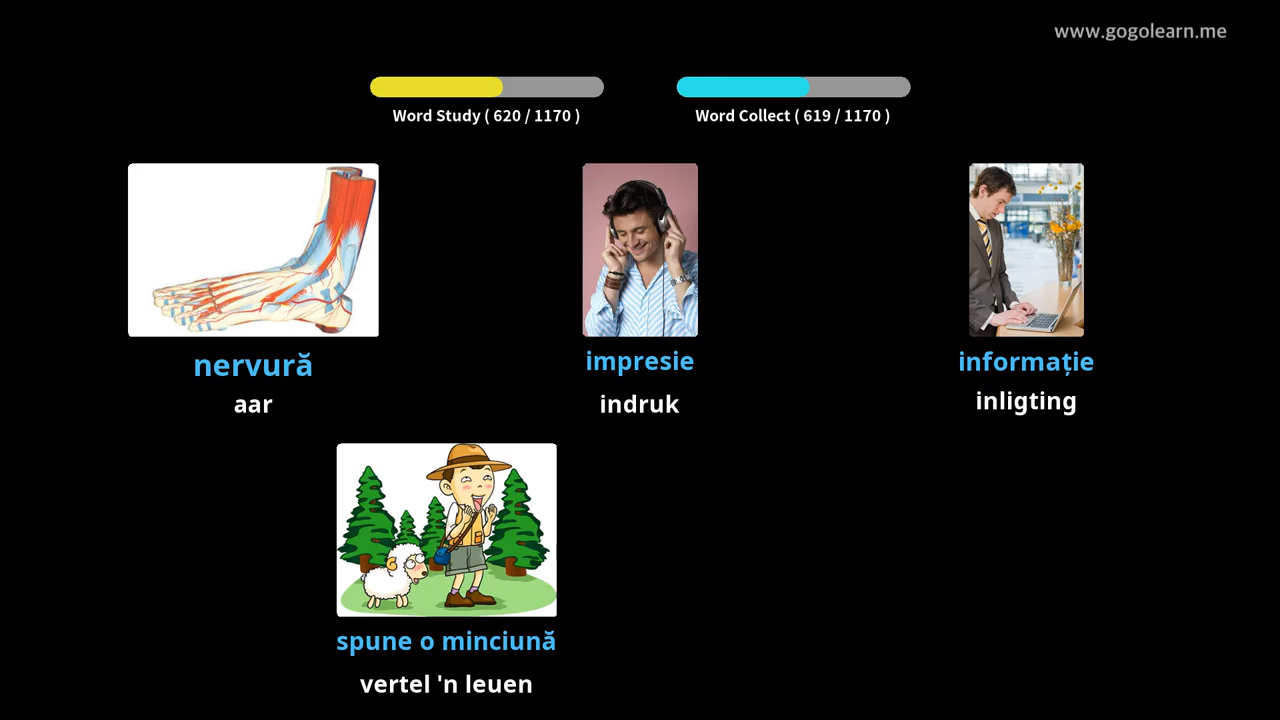 www.gogolearn.me
Word Study ( 620 / 1170 )
Word Collect ( 619 / 1170 )
nervură
impresie
informație
aar
indruk
inligting
spune o minciună
vertel 'n leuen